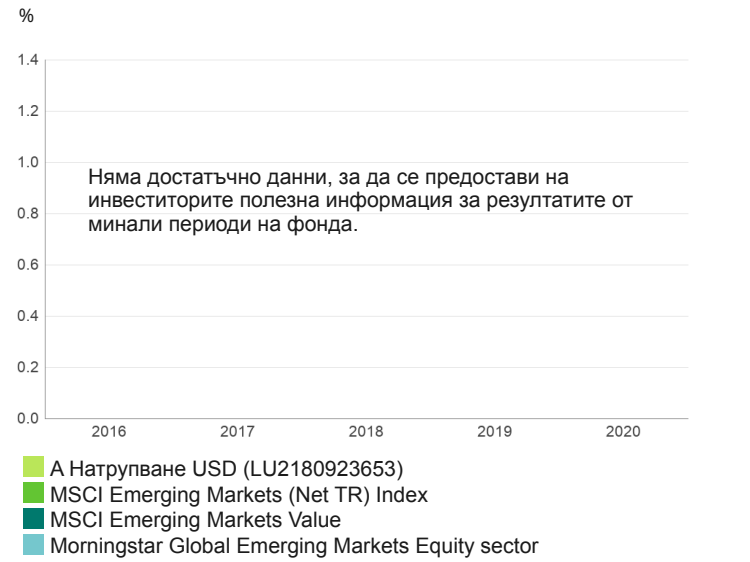 %
1.4
1.2
1.0
Няма достатъчно данни, за да се предостави на
инвеститорите полезна информация за резултатите от
0.8
минали периоди на фонда.
0.6
0.4
0.2
0.0
2016 2017 2018 2019 2020
А Натрупване USD (LU2180923653)
MSCI Emerging Markets (Net TR) Index
MSCI Emerging Markets Value
Morningstar Global Emerging Markets Equity sector